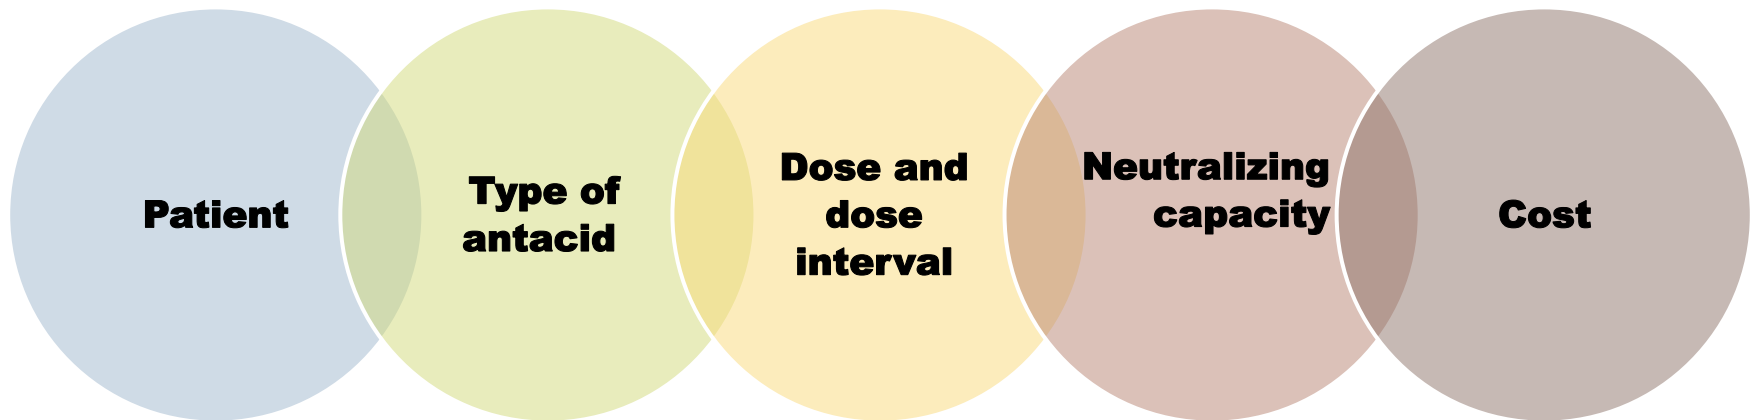 Patient
Type of
antacid
Dose and
dose
interval
Neutralizing
capacity
Cost